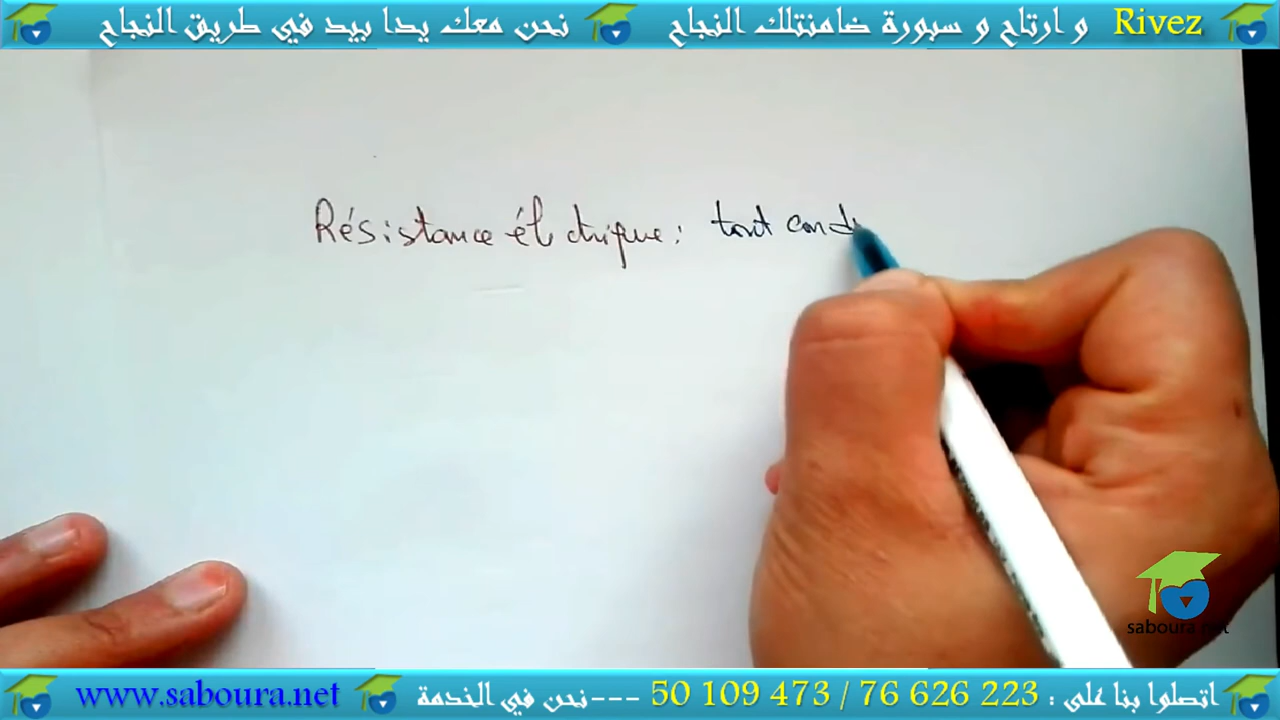 Rivez و ارتاح و سبورة ضامنتلك النجاح نحن معك يدا بيد في طريق النجاح
Résistance électrique : tout cond
saboura.net
اتصلوا بنا على : 50 109 473 / 76 626 223 ---نحن في الخدمة www.saboura.net